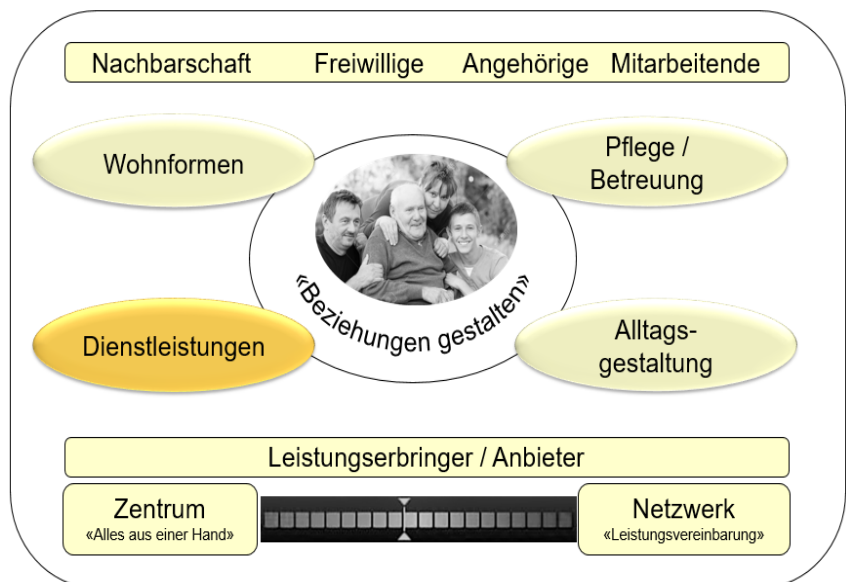 Nachbarschaft Freiwillige Angehörige Mitarbeitende
Wohnformen
Pflege /
Betreuung
«Beziehungen gestalten»
Dienstleistungen
Alltags-
gestaltung
Leistungserbringer / Anbieter
Zentrum
«Alles aus einer Hand»
Netzwerk
«Leistungsvereinbarung»